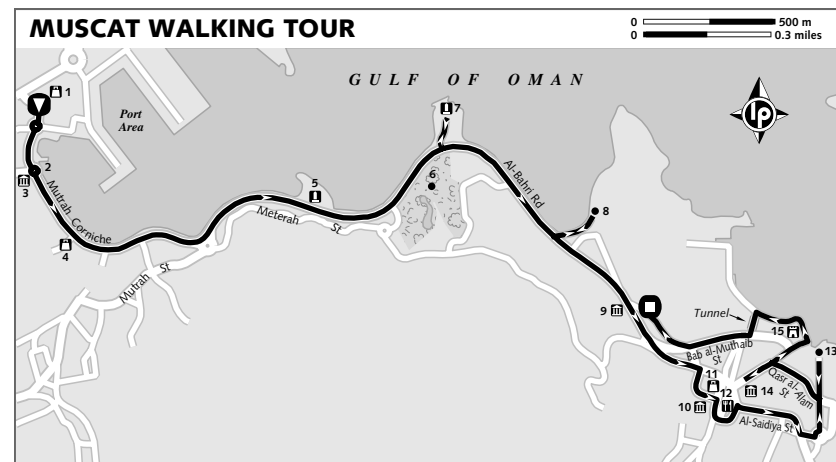 MUSCAT WALKING TOUR
0 500 m
0 0.3 miles
GULF OF OMAN
Port
Area
lp
1
2
3
Mutrah Corniche
4
5
Meterah St
Mutrah St
6
7
Al-Bahri Rd
8
9
Tunnel
15
13
Bab al-Muthaib
St
11
12
14
Qasr al-Alam
St
10
Al-Saidiya St